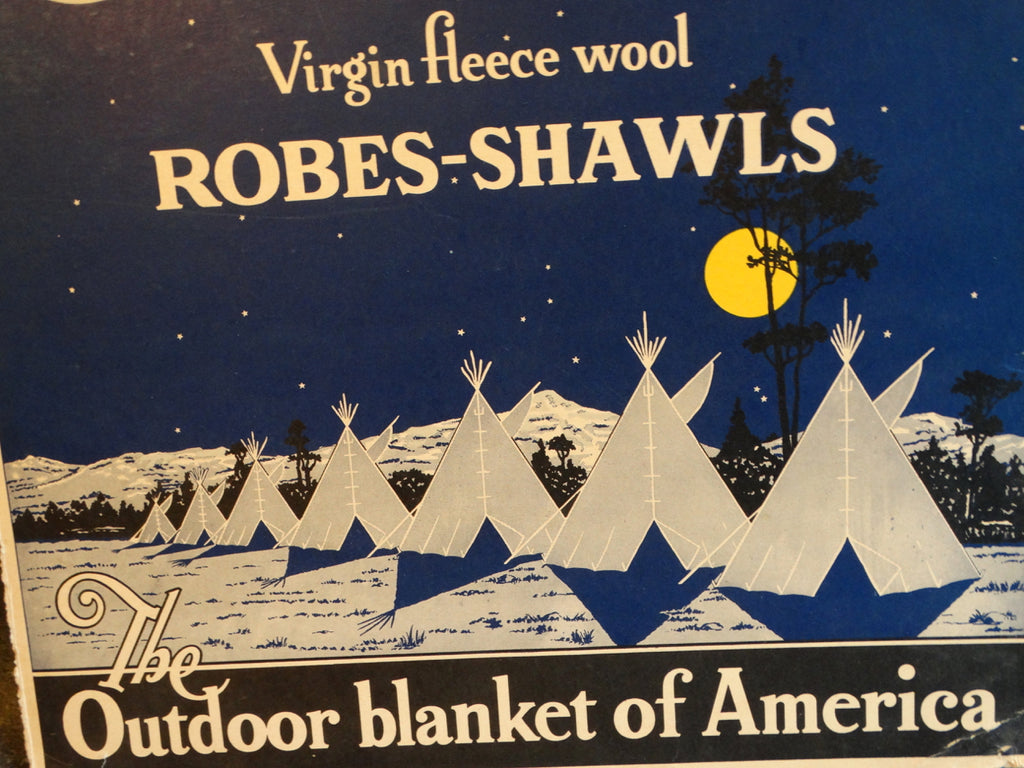 Virgin fleece wool
ROBES-SHAWLS
The
Outdoor blanket of America